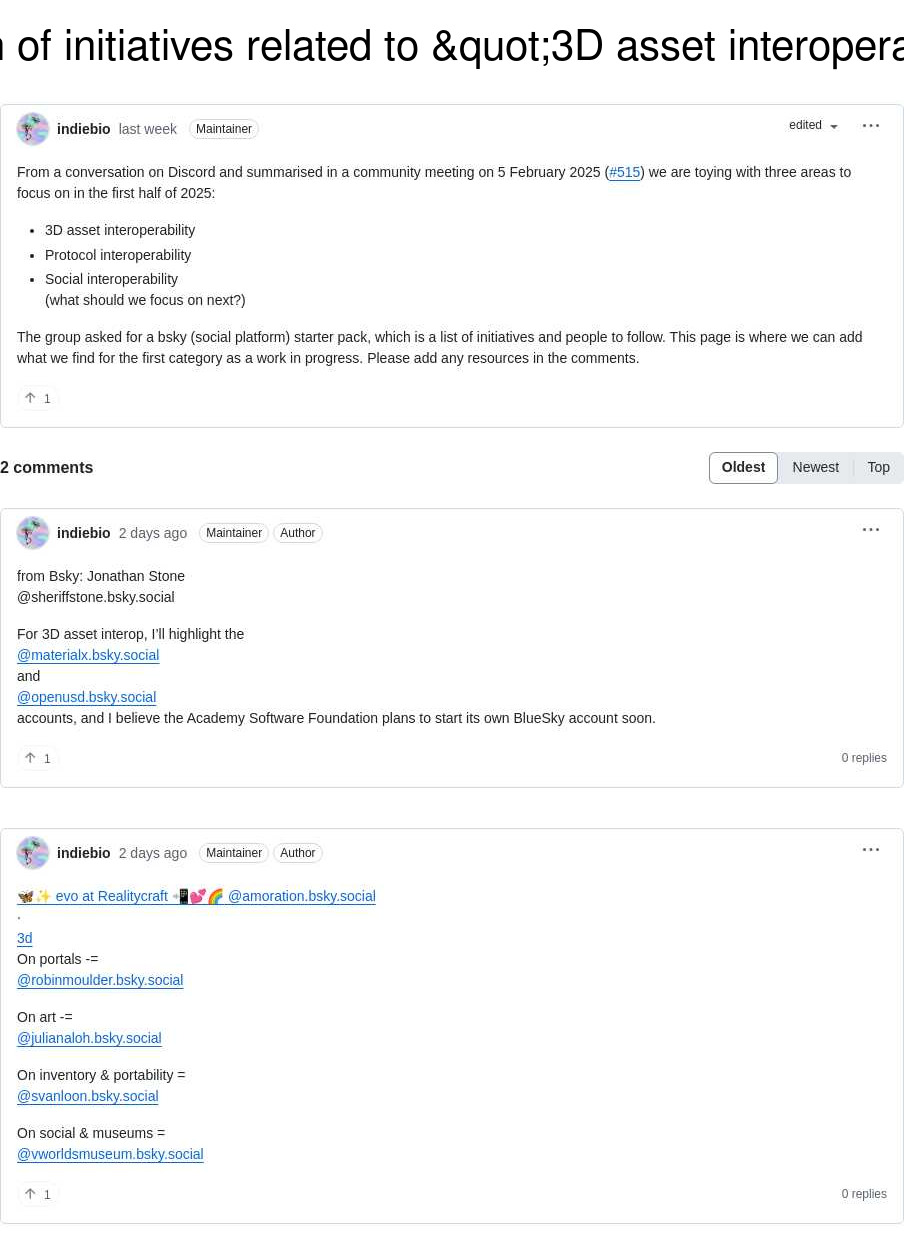 of initiatives related to &quot;3D asset interopera
indiebio last week Maintainer edited
From a conversation on Discord and summarised in a community meeting on 5 February 2025 (#515) we are toying with three areas to
focus on in the first half of 2025:
• 3D asset interoperability
• Protocol interoperability
• Social interoperability
(what should we focus on next?)
The group asked for a bsky (social platform) starter pack, which is a list of initiatives and people to follow. This page is where we can add
what we find for the first category as a work in progress. Please add any resources in the comments.
↑ 1
2 comments Oldest Newest Top
indiebio 2 days ago Maintainer Author
from Bsky: Jonathan Stone
@sheriffstone.bsky.social
For 3D asset interop, I'll highlight the
@materialx.bsky.social
and
@openusd.bsky.social
accounts, and I believe the Academy Software Foundation plans to start its own BlueSky account soon.
↑ 1 0 replies
indiebio 2 days ago Maintainer Author
🦋✨ evo at Realitycraft 📲💕🌈 @amoration.bsky.social
·
3d
On portals -=
@robinmoulder.bsky.social
On art -=
@julianaloh.bsky.social
On inventory & portability =
@svanloon.bsky.social
On social & museums =
@vworldsmuseum.bsky.social
↑ 1 0 replies